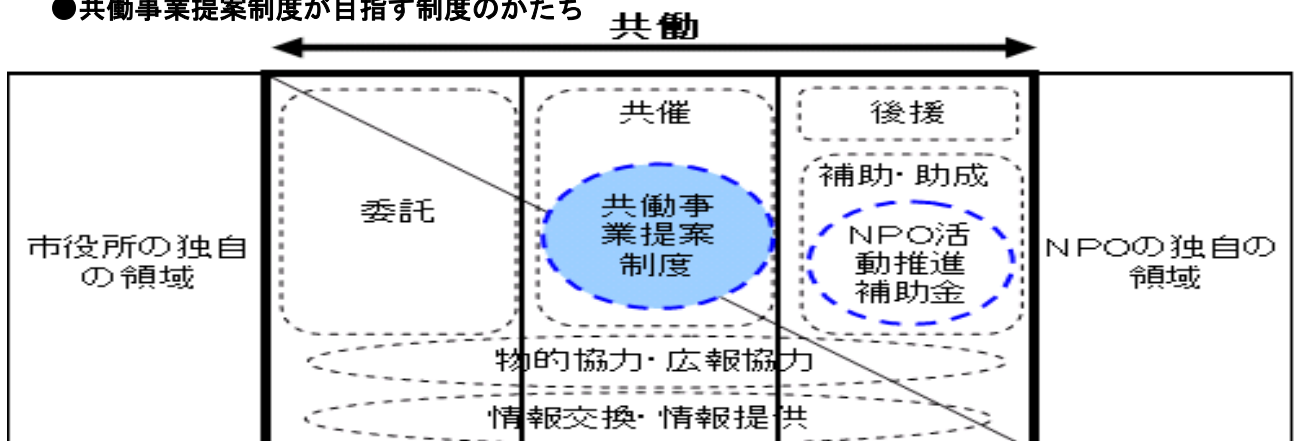 ●共働事業提案制度が目指す制度のかたち
共働
市役所の独自
の領域
委託
共催
共働事
業提案
制度
後援
補助・助成
NPO活
動推進
補助金
NPOの独自の
領域
物的協力・広報協力
情報交換・情報提供